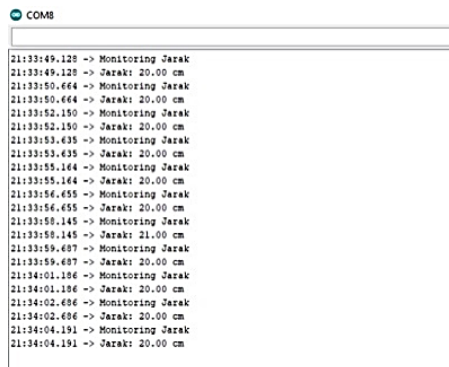 COM8
21:33:49.128 -> Monitoring Jarak
21:33:49.128 -> Jarak: 20.00 cm
21:33:50.664 -> Monitoring Jarak
21:33:50.664 -> Jarak: 20.00 cm
21:33:52.150 -> Monitoring Jarak
21:33:52.150 -> Jarak: 20.00 cm
21:33:53.635 -> Monitoring Jarak
21:33:53.635 -> Jarak: 20.00 cm
21:33:55.164 -> Monitoring Jarak
21:33:55.164 -> Jarak: 20.00 cm
21:33:56.655 -> Monitoring Jarak
21:33:56.655 -> Jarak: 20.00 cm
21:33:58.145 -> Monitoring Jarak
21:33:58.145 -> Jarak: 21.00 cm
21:33:59.687 -> Monitoring Jarak
21:33:59.687 -> Jarak: 20.00 cm
21:34:01.186 -> Monitoring Jarak
21:34:01.186 -> Jarak: 20.00 cm
21:34:02.686 -> Monitoring Jarak
21:34:02.686 -> Jarak: 20.00 cm
21:34:04.191 -> Monitoring Jarak
21:34:04.191 -> Jarak: 20.00 cm